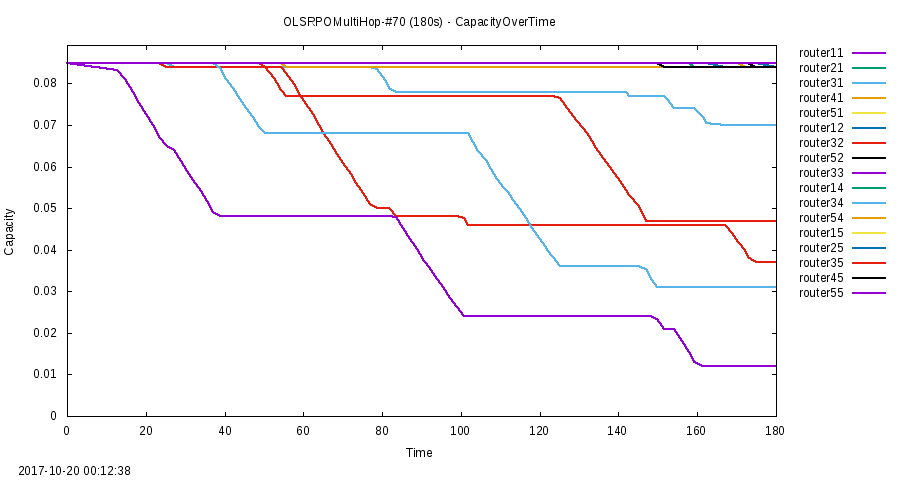 OLSRPOMultiHop-#70 (180s) - CapacityOverTime
router11
router21
router31
router41
router51
router12
router32
router52
router33
router14
router34
router54
router15
router25
router35
router45
router55
0.08
0.07
0.06
0.05
0.04
0.03
0.02
0.01
0
Capacity
0 20 40 60 80 100 120 140 160 180
Time
2017-10-20 00:12:38